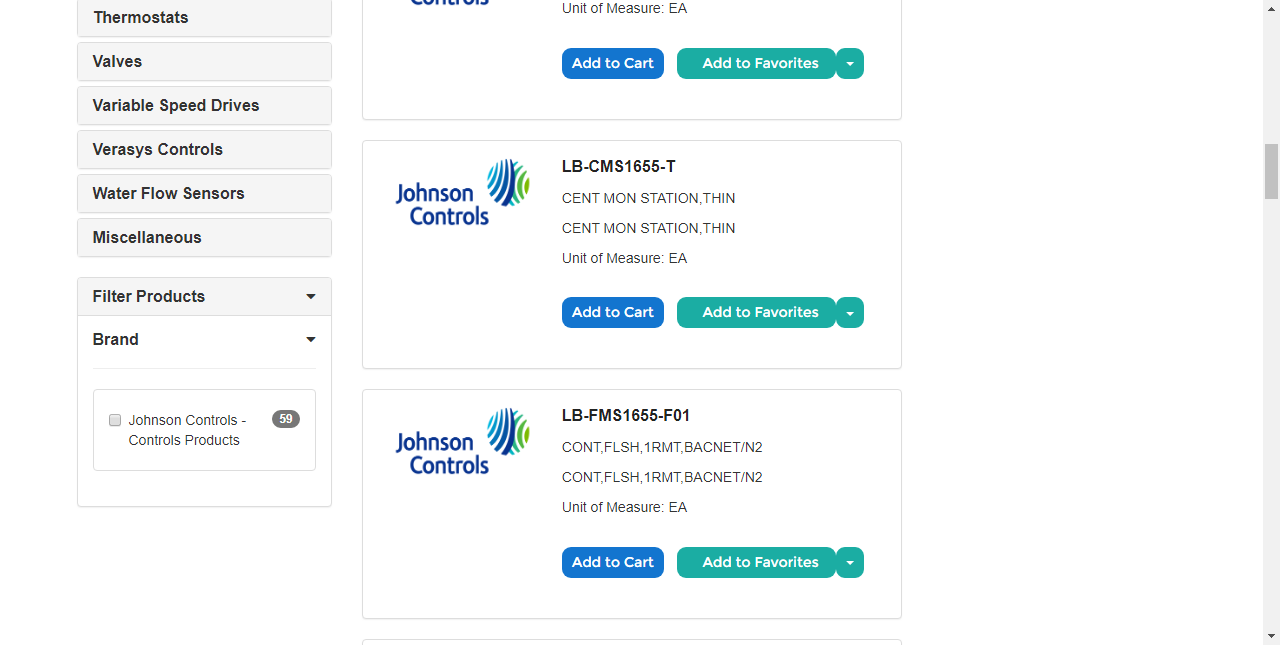 Thermostats
Valves
Variable Speed Drives
Verasys Controls
Water Flow Sensors
Miscellaneous
Filter Products
Brand
Johnson Controls - 59
Controls Products
Controls
Unit of Measure: EA
Add to Cart Add to Favorites
Johnson
Controls
LB-CMS1655-T
CENT MON STATION,THIN
CENT MON STATION,THIN
Unit of Measure: EA
Add to Cart Add to Favorites
Johnson
Controls
LB-FMS1655-F01
CONT,FLSH,1RMT,BACNET/N2
CONT,FLSH,1RMT,BACNET/N2
Unit of Measure: EA
Add to Cart Add to Favorites